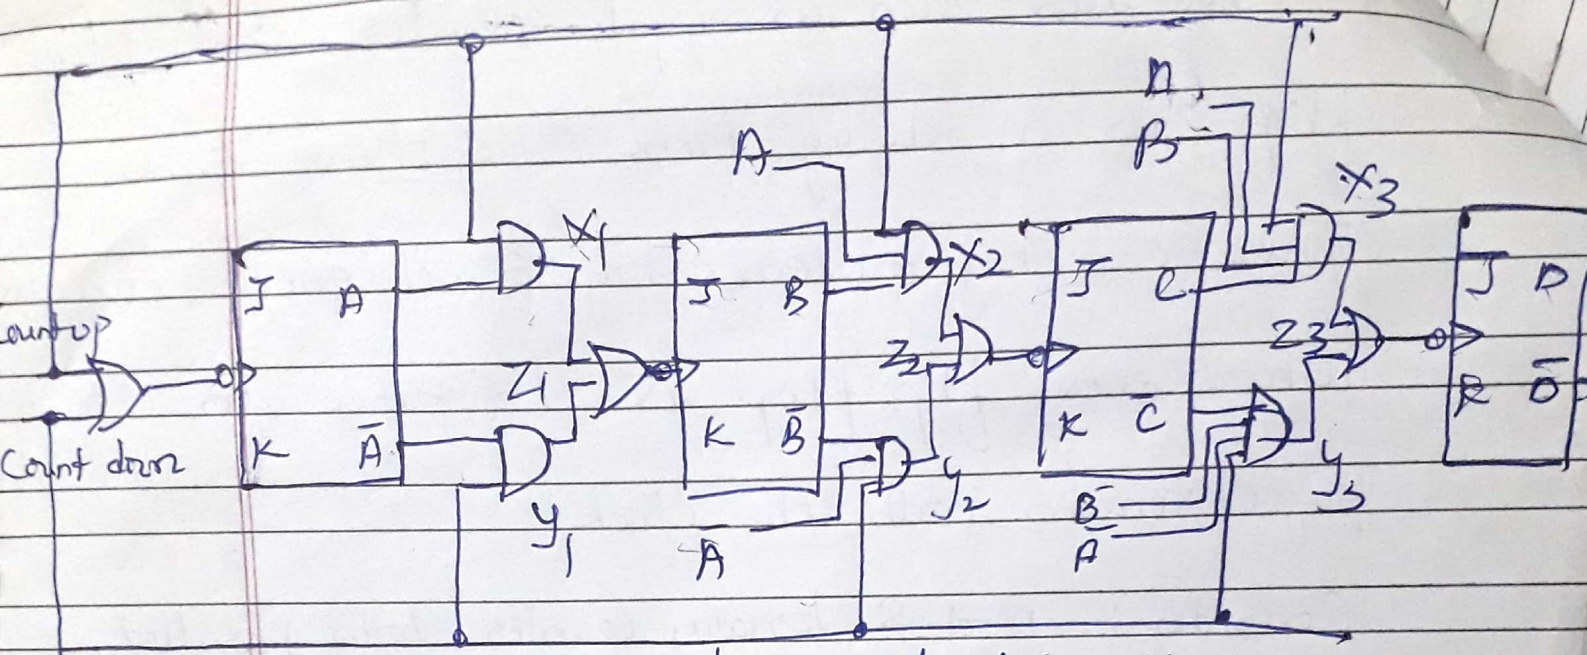 A
B
X3
A
X1
X2
J A
J B
J C
J D
Count up
Z1
Z2
Z3
K A̅
K B̅
K C̅
K D̅
Count down
Y1
Y2
Y3
A̅
B̅
A̅